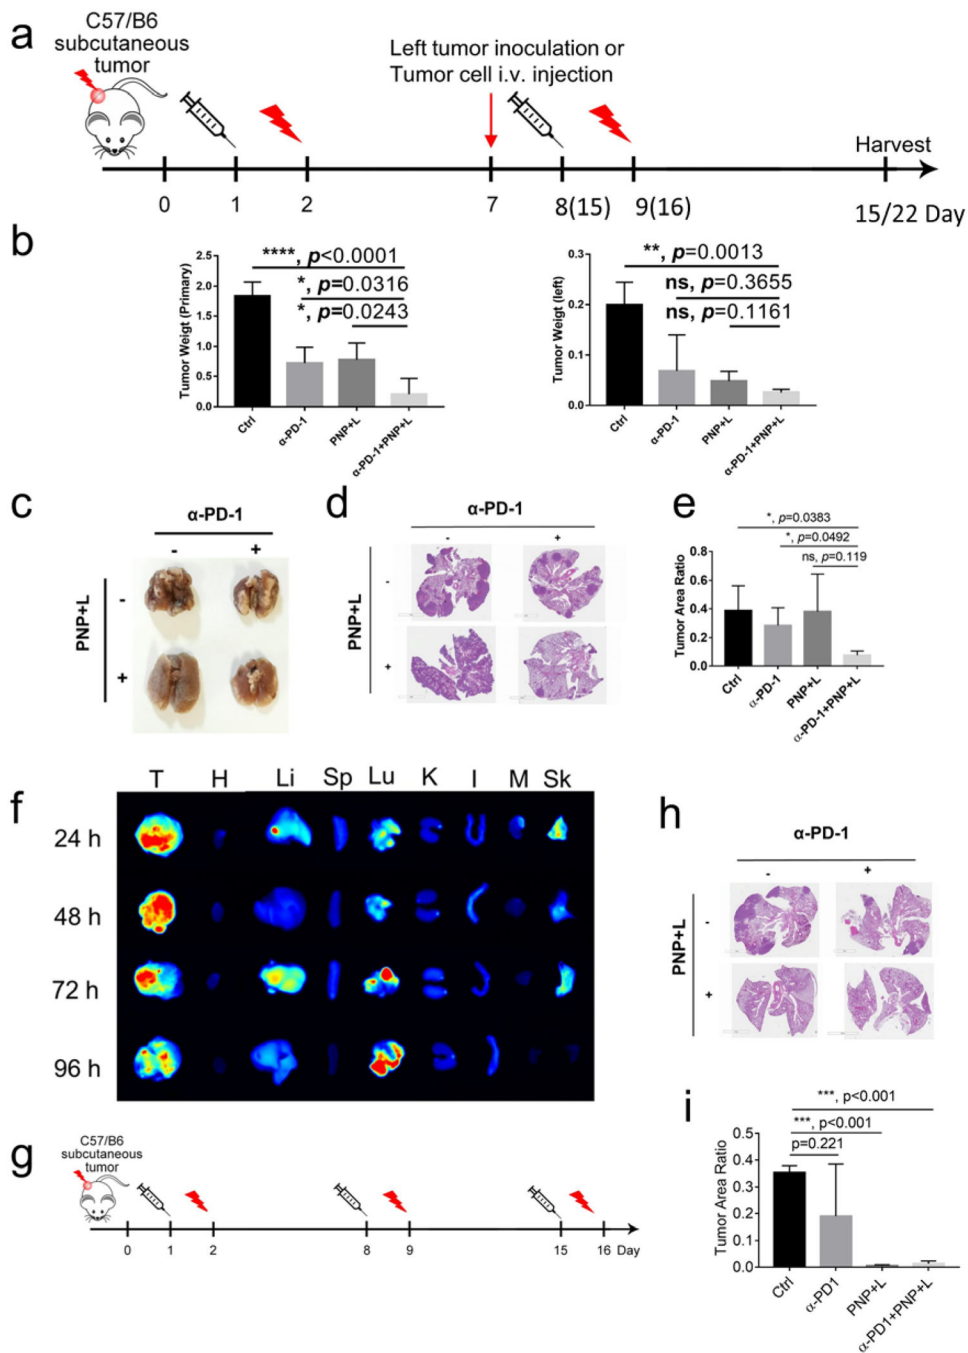 a
C57/B6
subcutaneous
tumor
Left tumor inoculation or
Tumor cell i.v. injection
Harvest
0 1 2 7 8(15) 9(16) 15/22 Day
b
Tumor Weigt (Primary)
2.5
2.0
1.5
1.0
0.5
0.0
****, p<0.0001
*, p=0.0316
*, p=0.0243
Ctrl α-PD-1 PNP+L α-PD-1+PNP+L
Tumor Weigt (left)
0.3
0.2
0.1
0.0
**, p=0.0013
ns, p=0.3655
ns, p=0.1161
Ctrl α-PD-1 PNP+L α-PD-1+PNP+L
c
α-PD-1
- +
PNP+L
-
+
d
α-PD-1
- +
PNP+L
-
+
e
Tumor Area Ratio
0.8
0.6
0.4
0.2
0.0
*, p=0.0383
*, p=0.0492
ns, p=0.119
Ctrl α-PD-1 PNP+L α-PD-1+PNP+L
f
T H Li Sp Lu K I M Sk
24 h
48 h
72 h
96 h
g
C57/B6
subcutaneous
tumor
0 1 2 8 9 15 16 Day
h
α-PD-1
- +
PNP+L
-
+
i
Tumor Area Ratio
0.5
0.4
0.3
0.2
0.1
0.0
***, p<0.001
***, p<0.001
p=0.221
Ctrl α-PD1 PNP+L α-PD1+PNP+L